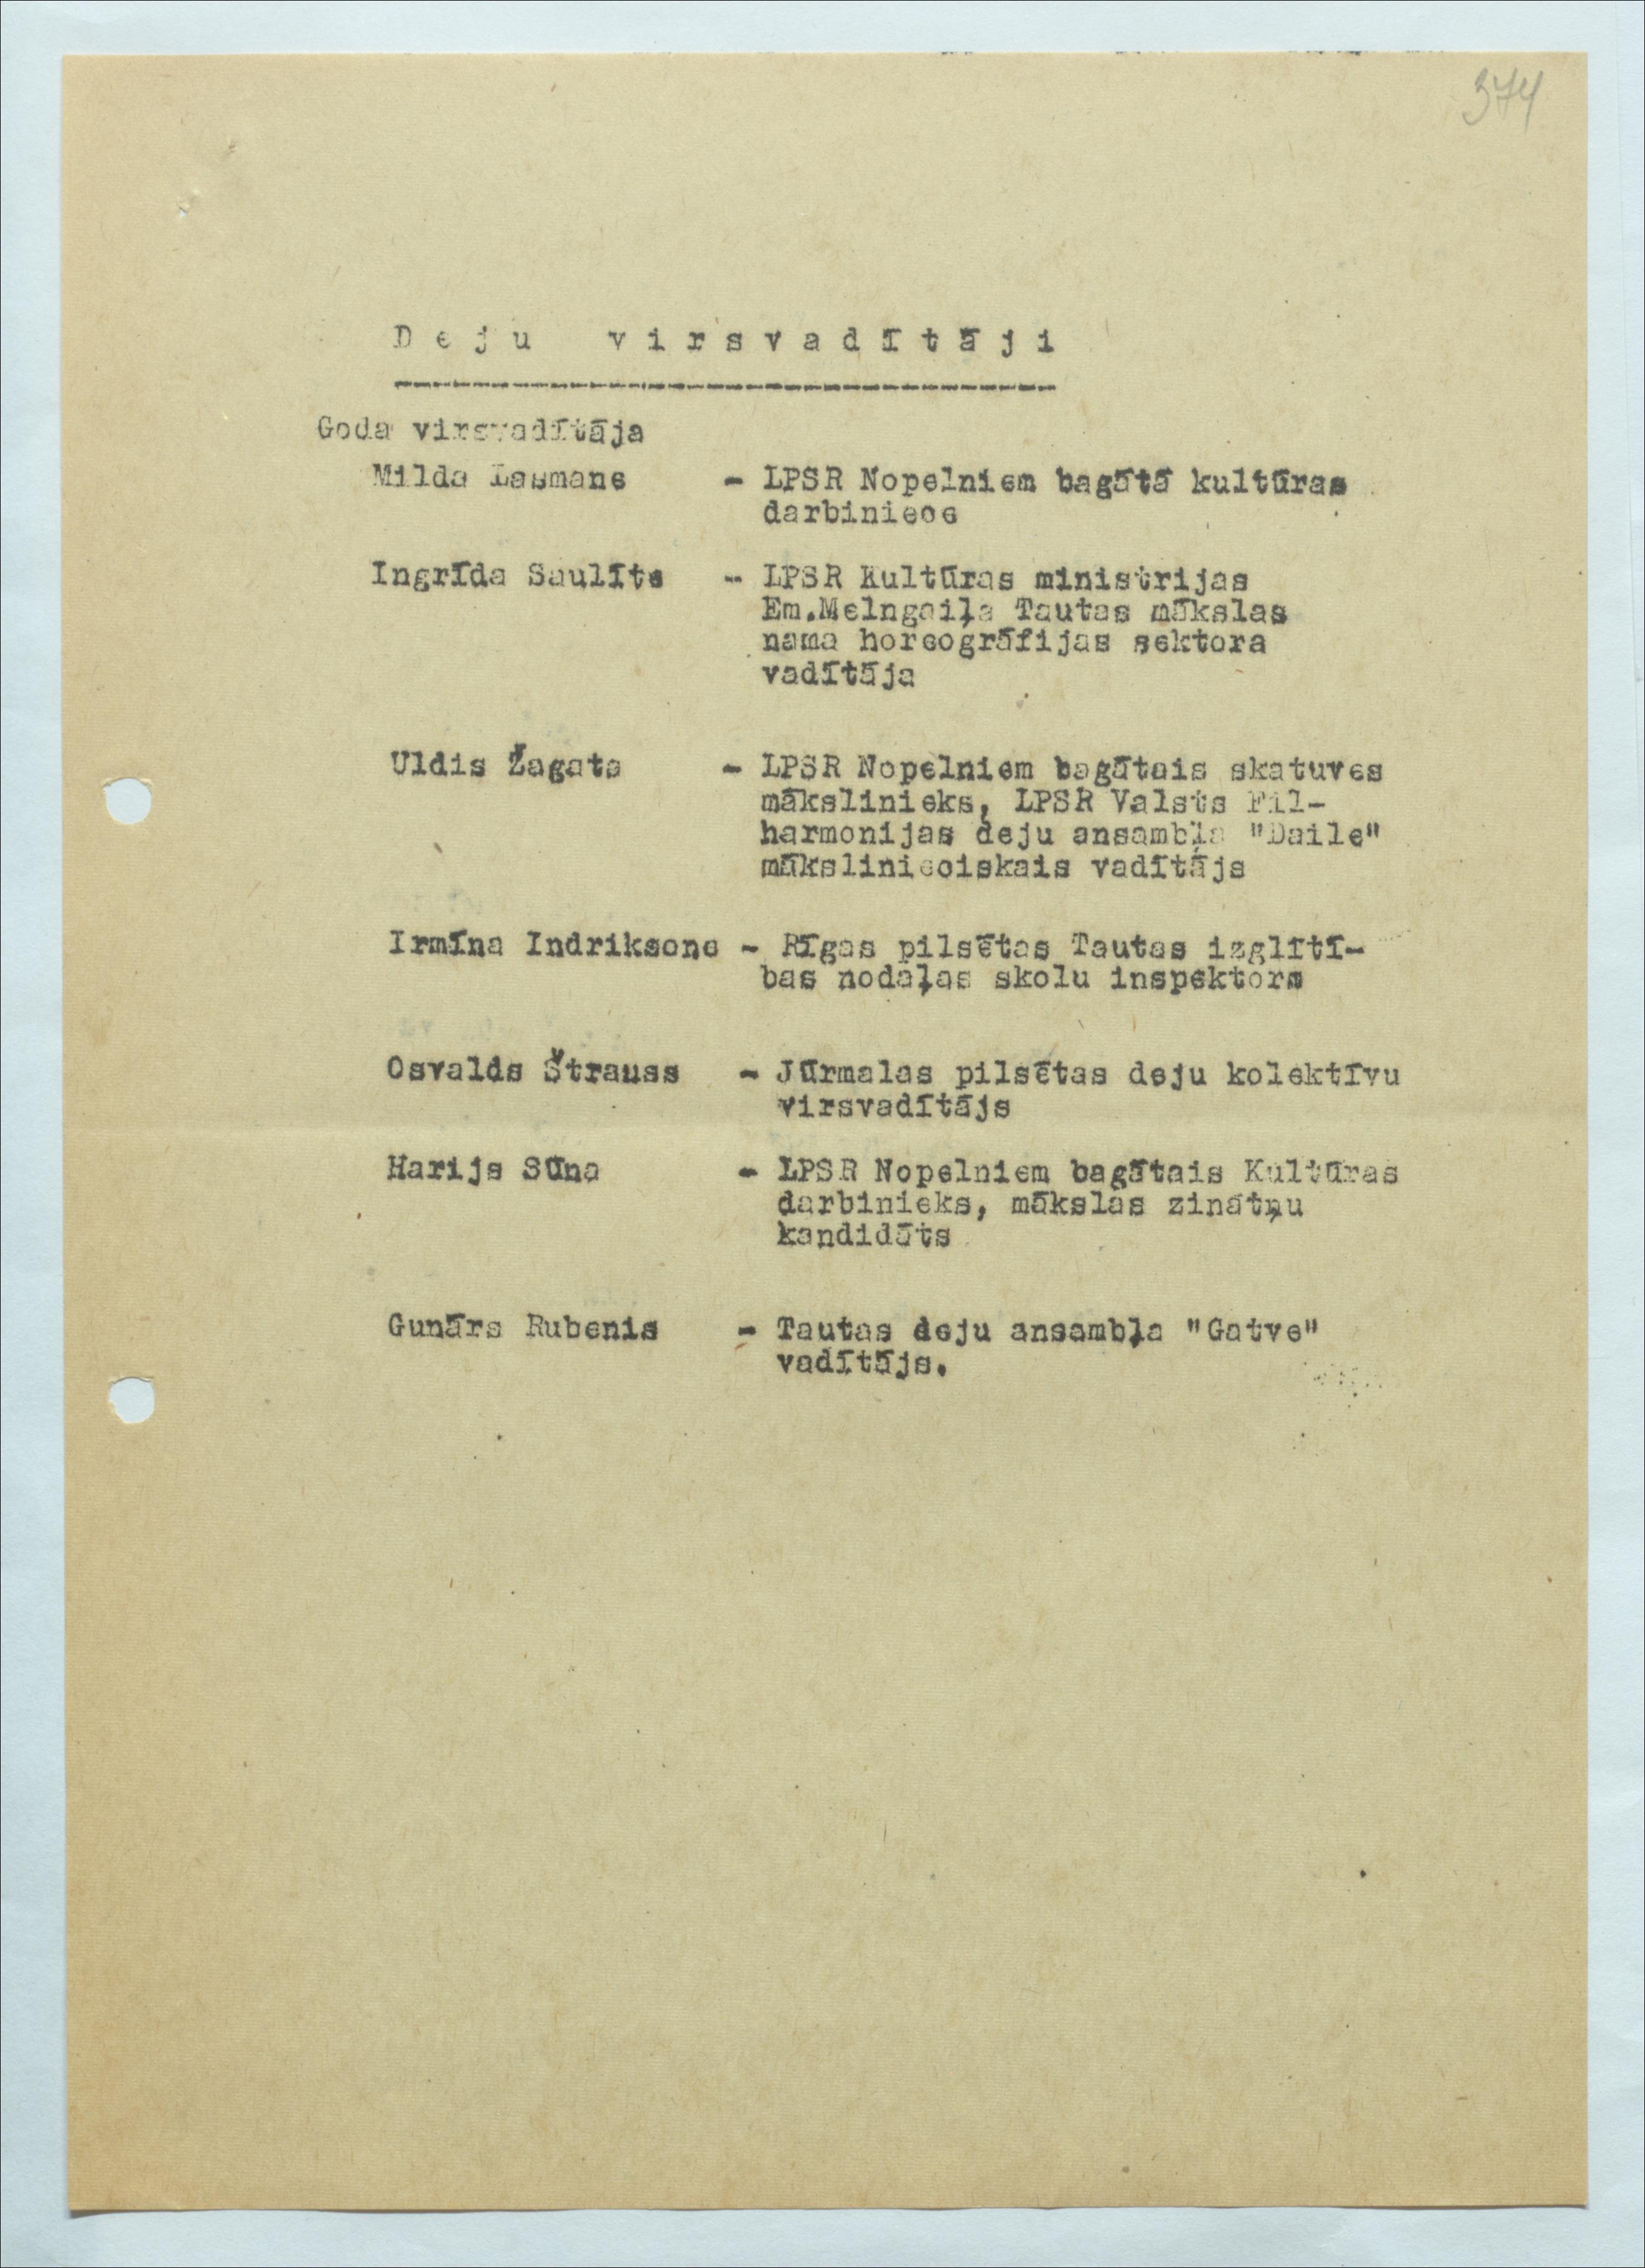 374
Deju virsvadītāji
Goda virsvadītāja
Milda Lasmane - LPSR Nopelniem bagātā kultūras
darbiniece
Ingrīda Saulīte - LPSR Kultūras ministrijas
Em.Melngaiļa Tautas mākslas
nama horeogrāfijas sektora
vadītāja
Uldis Žagata - LPSR Nopelniem bagātais skatuves
mākslinieks, LPSR Valsts Fil-
harmonijas deju ansambļa "Daile"
mākslinieciskais vadītājs
Irmīna Indriksone - Rīgas pilsētas Tautas izglītī-
bas nodaļas skolu inspektors
Osvalds Štrauss - Jūrmalas pilsētas deju kolektīvu
virsvadītājs
Harijs Sūna - LPSR Nopelniem bagātais Kultūras
darbinieks, mākslas zinātņu
kandidāts
Gunārs Rubenis - Tautas deju ansambļa "Gatve"
vadītājs.